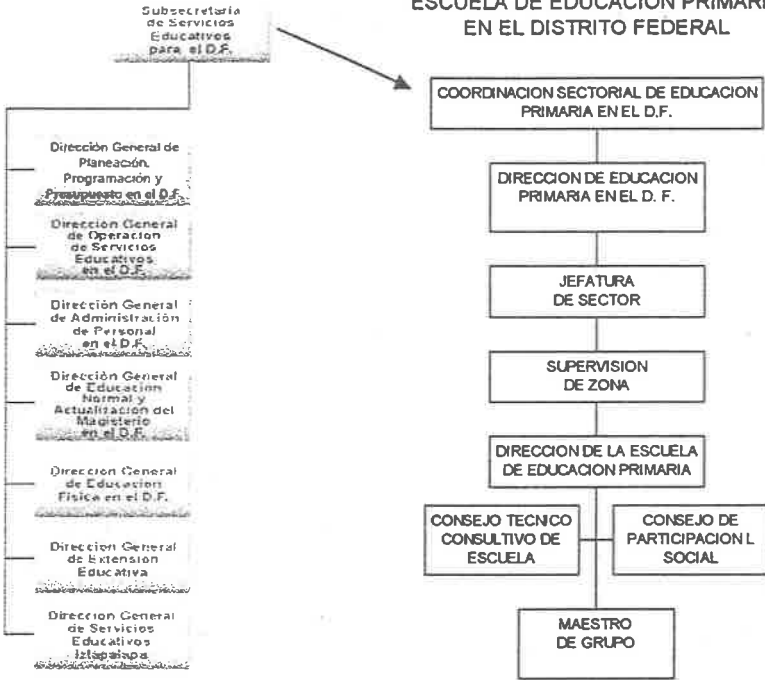 Subsecretaría
de Servicios
Educativos
para el D.F.
Dirección General de
Planeación,
Programación y
Presupuesto en el D.F.
Dirección General
de Operación
de Servicios
Educativos
en el D.F.
Dirección General
de Administración
de Personal
en el D.F.
Dirección General
de Educación
Normal y
Actualización del
Magisterio
en el D.F.
Dirección General
de Educación
Física en el D.F.
Dirección General
de Extensión
Educativa
Dirección General
de Servicios
Educativos
Iztapalapa
ESCUELA DE EDUCACION PRIMARI
EN EL DISTRITO FEDERAL
COORDINACION SECTORIAL DE EDUCACION
PRIMARIA EN EL D.F.
DIRECCION DE EDUCACION
PRIMARIA EN EL D. F.
JEFATURA
DE SECTOR
SUPERVISION
DE ZONA
DIRECCION DE LA ESCUELA
DE EDUCACION PRIMARIA
CONSEJO TECNICO
CONSULTIVO DE
ESCUELA
CONSEJO DE
PARTICIPACION L
SOCIAL
MAESTRO
DE GRUPO